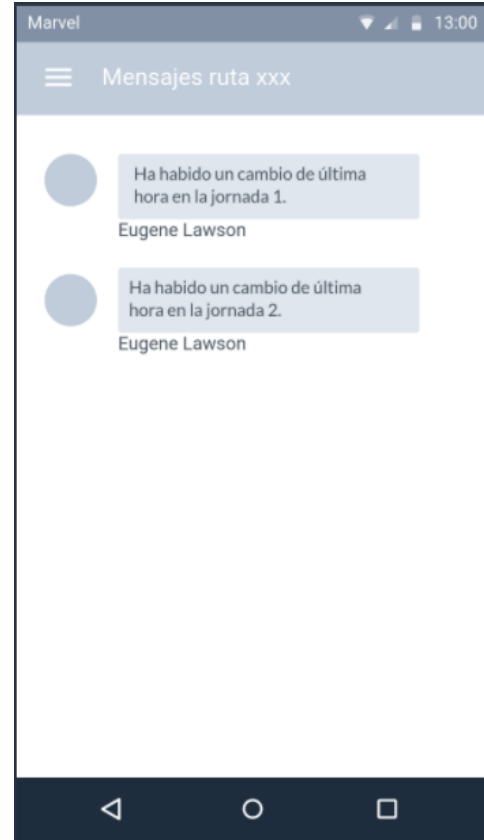 Marvel 13:00
Mensajes ruta xxx
Ha habido un cambio de última
hora en la jornada 1.
Eugene Lawson
Ha habido un cambio de última
hora en la jornada 2.
Eugene Lawson